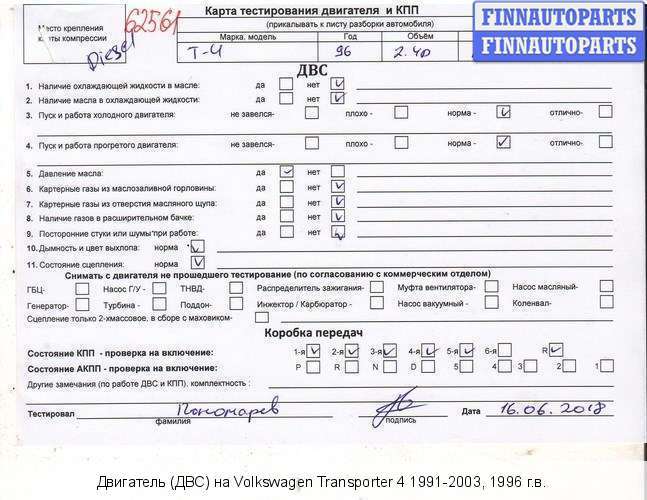 Место крепления
карты компрессии
Diesel
62561
Карта тестирования двигателя и КПП
(прикалывать к листу разборки автомобиля)
Марка. модель Год Объём
Т-4 96 2.4D
FINNAUTOPARTS
FINNAUTOPARTS
ДВС
1. Наличие охлаждающей жидкости в масле: да нет
2. Наличие масла в охлаждающей жидкости: да нет
3. Пуск и работа холодного двигателя: не завелся- плохо - норма - отлично-
4. Пуск и работа прогретого двигателя: не завелся- плохо - норма - отлично-
5. Давление масла: да нет
6. Картерные газы из маслозаливной горловины: да нет
7. Картерные газы из отверстия масляного щупа: да нет
8. Наличие газов в расширительном бачке: да нет
9. Посторонние стуки или шумы при работе: да нет
10. Дымность и цвет выхлопа: норма
11. Состояние сцепления: норма
Снимать с двигателя не прошедшего тестирование (по согласованию с коммерческим отделом)
ГБЦ- Насос Г/У - ТНВД- Распределитель зажигания- Муфта вентилятора- Насос масляный-
Генератор- Турбина - Поддон- Инжектор / Карбюратор - Насос вакуумный - Коленвал-
Сцепление только 2-хмассовое, в сборе с маховиком-
Коробка передач
Состояние КПП - проверка на включение: 1-я 2-я 3-я 4-я 5-я 6-я R
Состояние АКПП - проверка на включение: P R N D 5 4 3 2 1
Другие замечания (по работе ДВС и КПП), комплектность :
Тестировал Пономарев Дата 16.06.2018
фамилия подпись
Двигатель (ДВС) на Volkswagen Transporter 4 1991-2003, 1996 г.в.